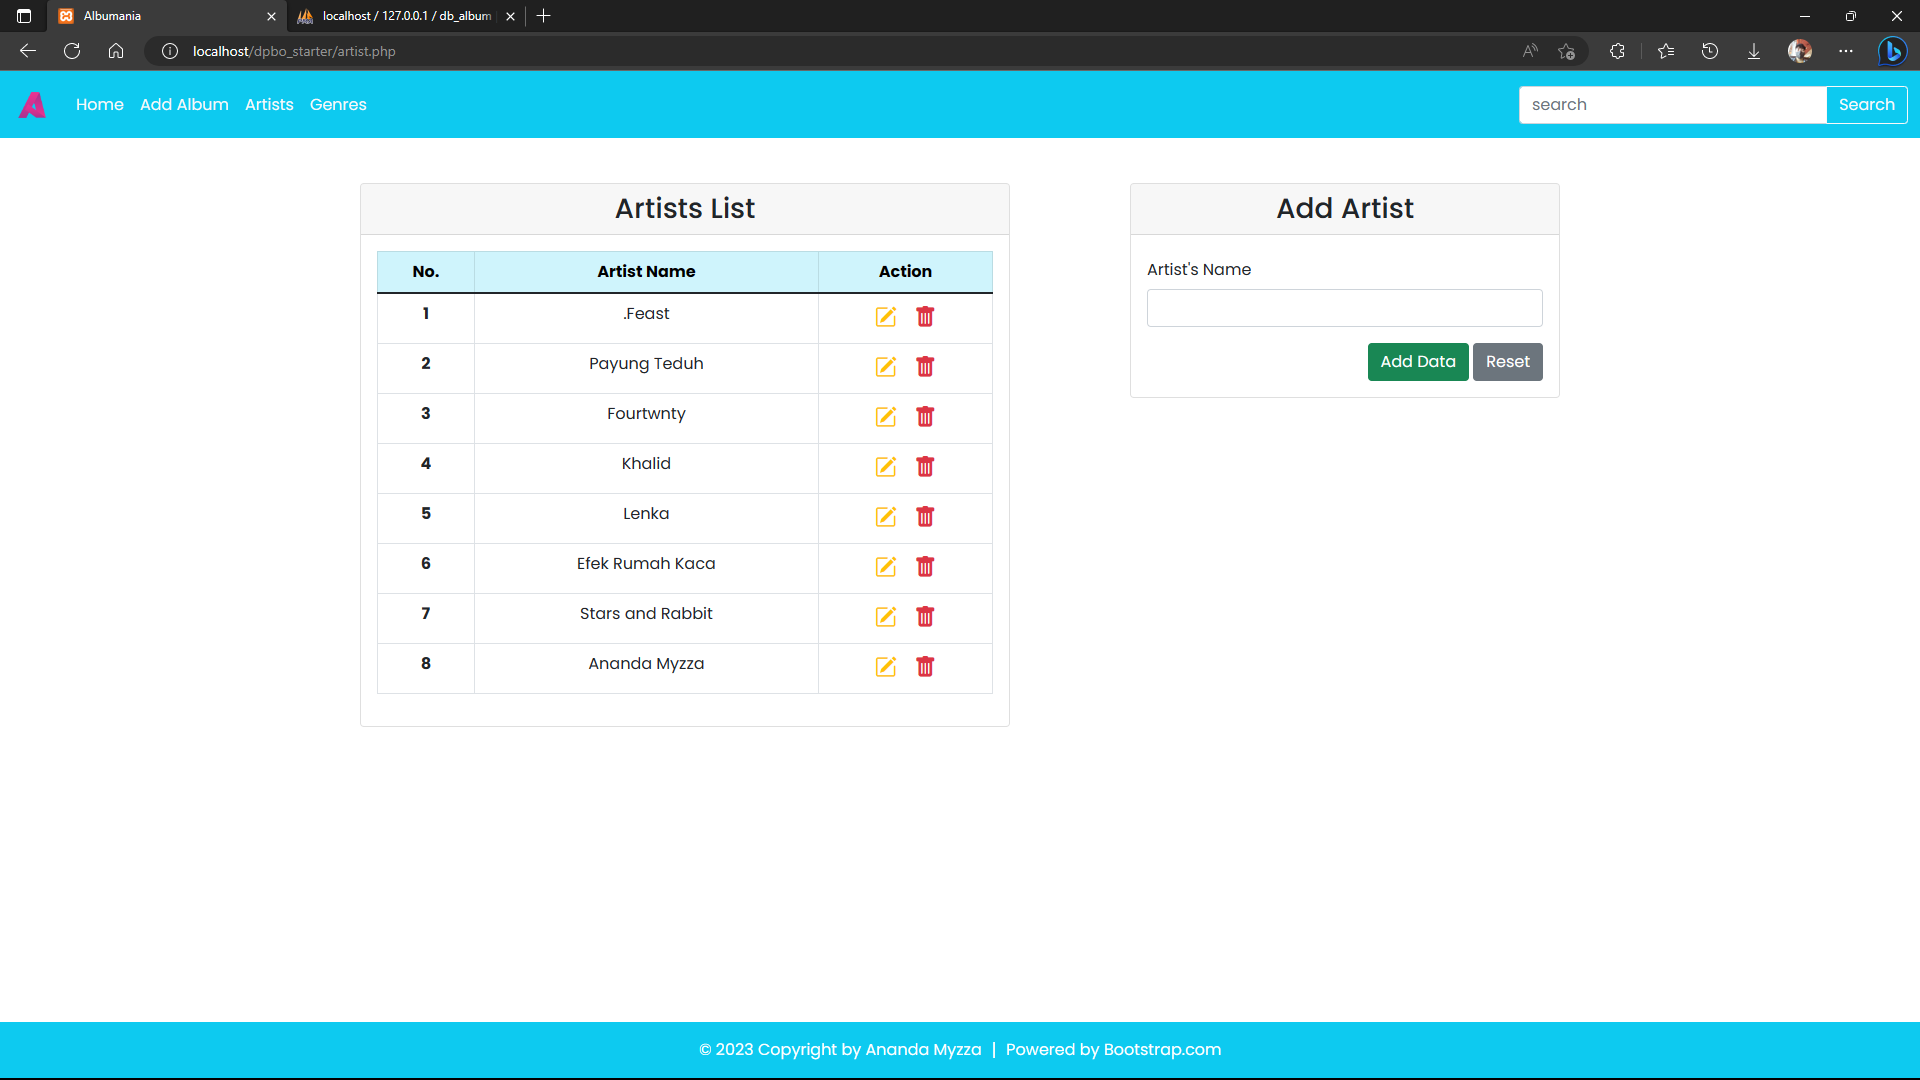 Albumania
localhost / 127.0.0.1 / db_album
localhost/dpbo_starter/artist.php
Home Add Album Artists Genres
search Search
Artists List
No. Artist Name Action
1 .Feast
2 Payung Teduh
3 Fourtwnty
4 Khalid
5 Lenka
6 Efek Rumah Kaca
7 Stars and Rabbit
8 Ananda Myzza
Add Artist
Artist's Name
Add Data Reset
© 2023 Copyright by Ananda Myzza | Powered by Bootstrap.com